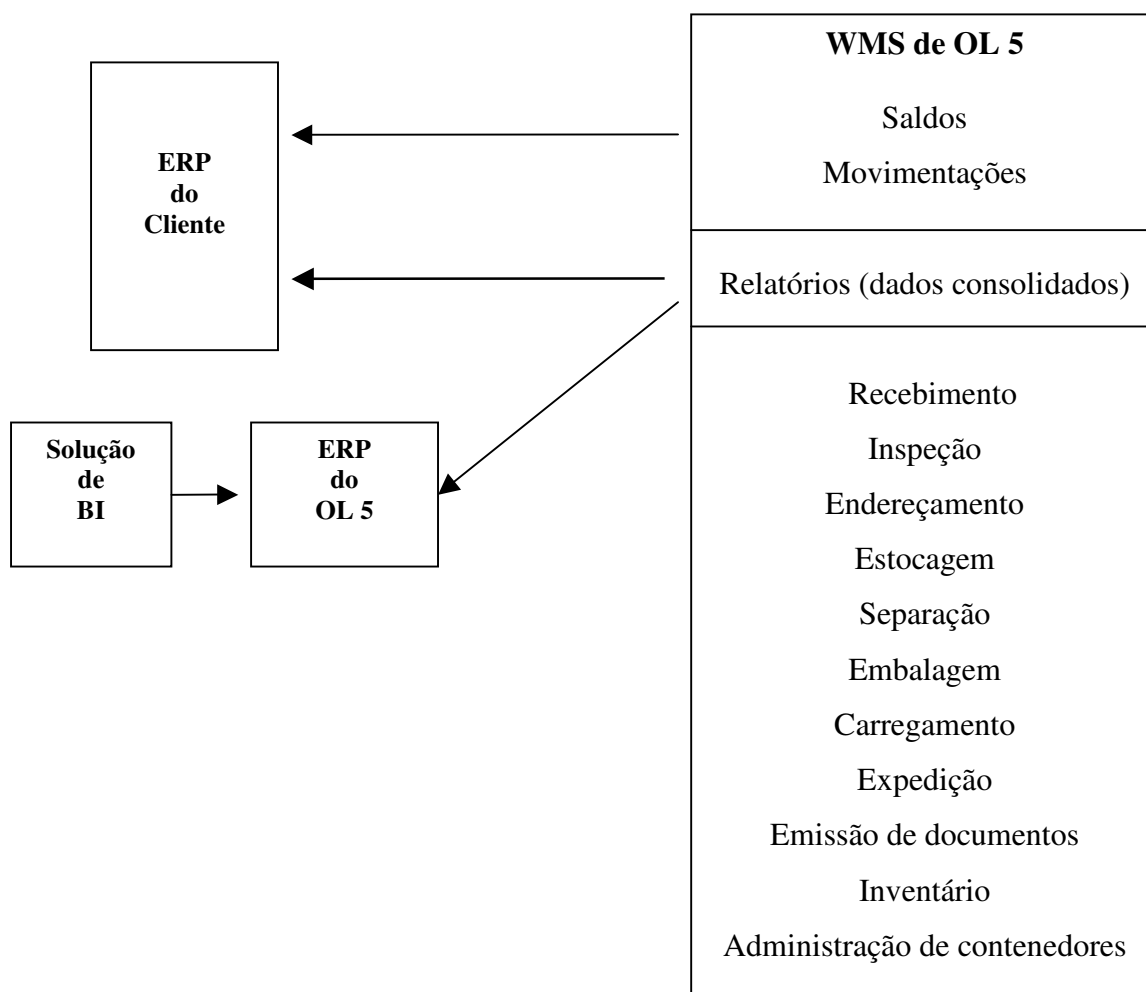 WMS de OL 5
Saldos
Movimentações
ERP
do
Cliente
Relatórios (dados consolidados)
Solução
de
BI
ERP
do
OL 5
Recebimento
Inspeção
Endereçamento
Estocagem
Separação
Embalagem
Carregamento
Expedição
Emissão de documentos
Inventário
Administração de contenedores